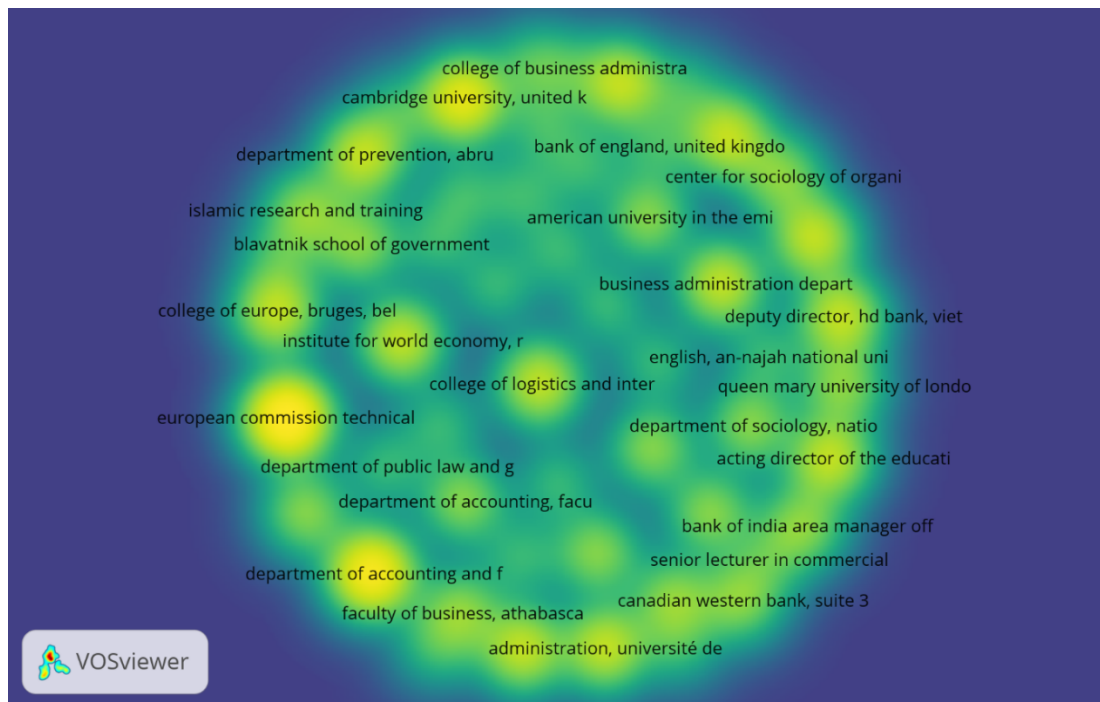 college of business administra
cambridge university, united k
bank of england, united kingdo
department of prevention, abru
center for sociology of organi
islamic research and training
american university in the emi
blavatnik school of government
business administration depart
college of europe, bruges, bel
deputy director, hd bank, viet
institute for world economy, r
english, an-najah national uni
college of logistics and inter
queen mary university of londo
european commission technical
department of sociology, natio
acting director of the educati
department of public law and g
department of accounting, facu
bank of india area manager off
senior lecturer in commercial
department of accounting and f
canadian western bank, suite 3
faculty of business, athabasca
administration, université de
VOSviewer